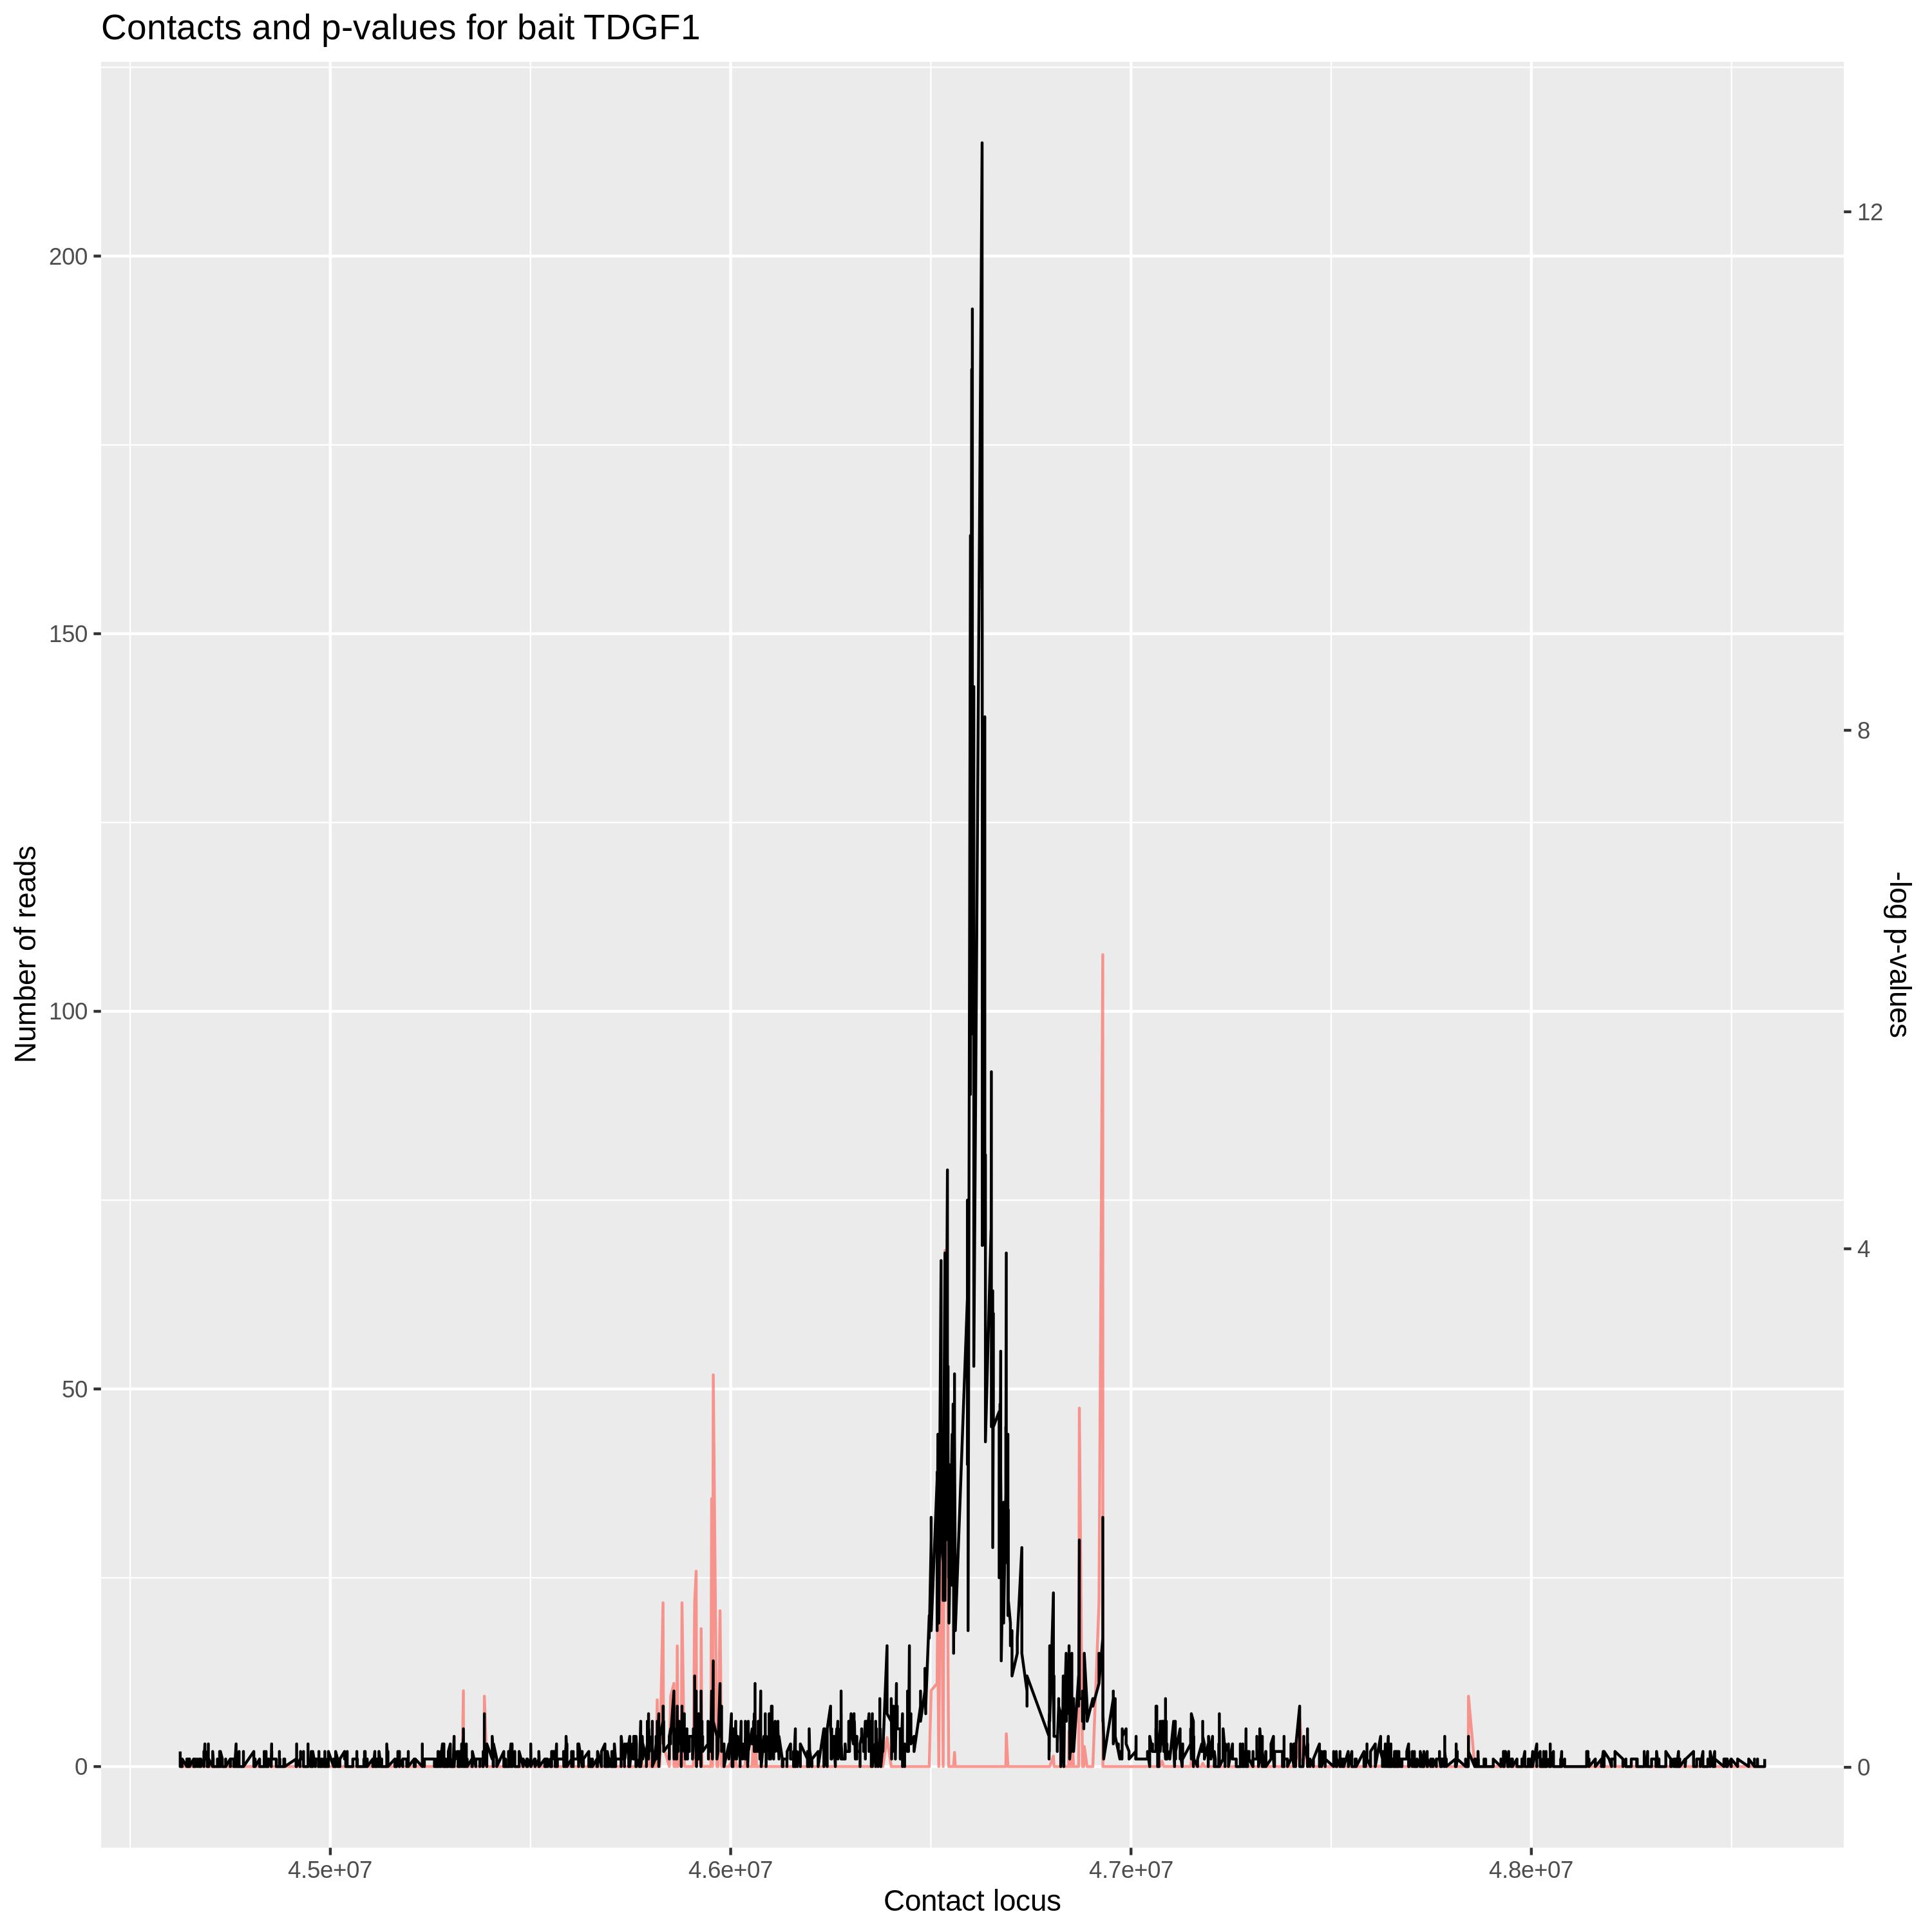 Contacts and p-values for bait TDGF1
Number of reads
200
150
100
50
0
12
8
4
0
-log p-values
4.5e+07
4.6e+07
4.7e+07
4.8e+07
Contact locus